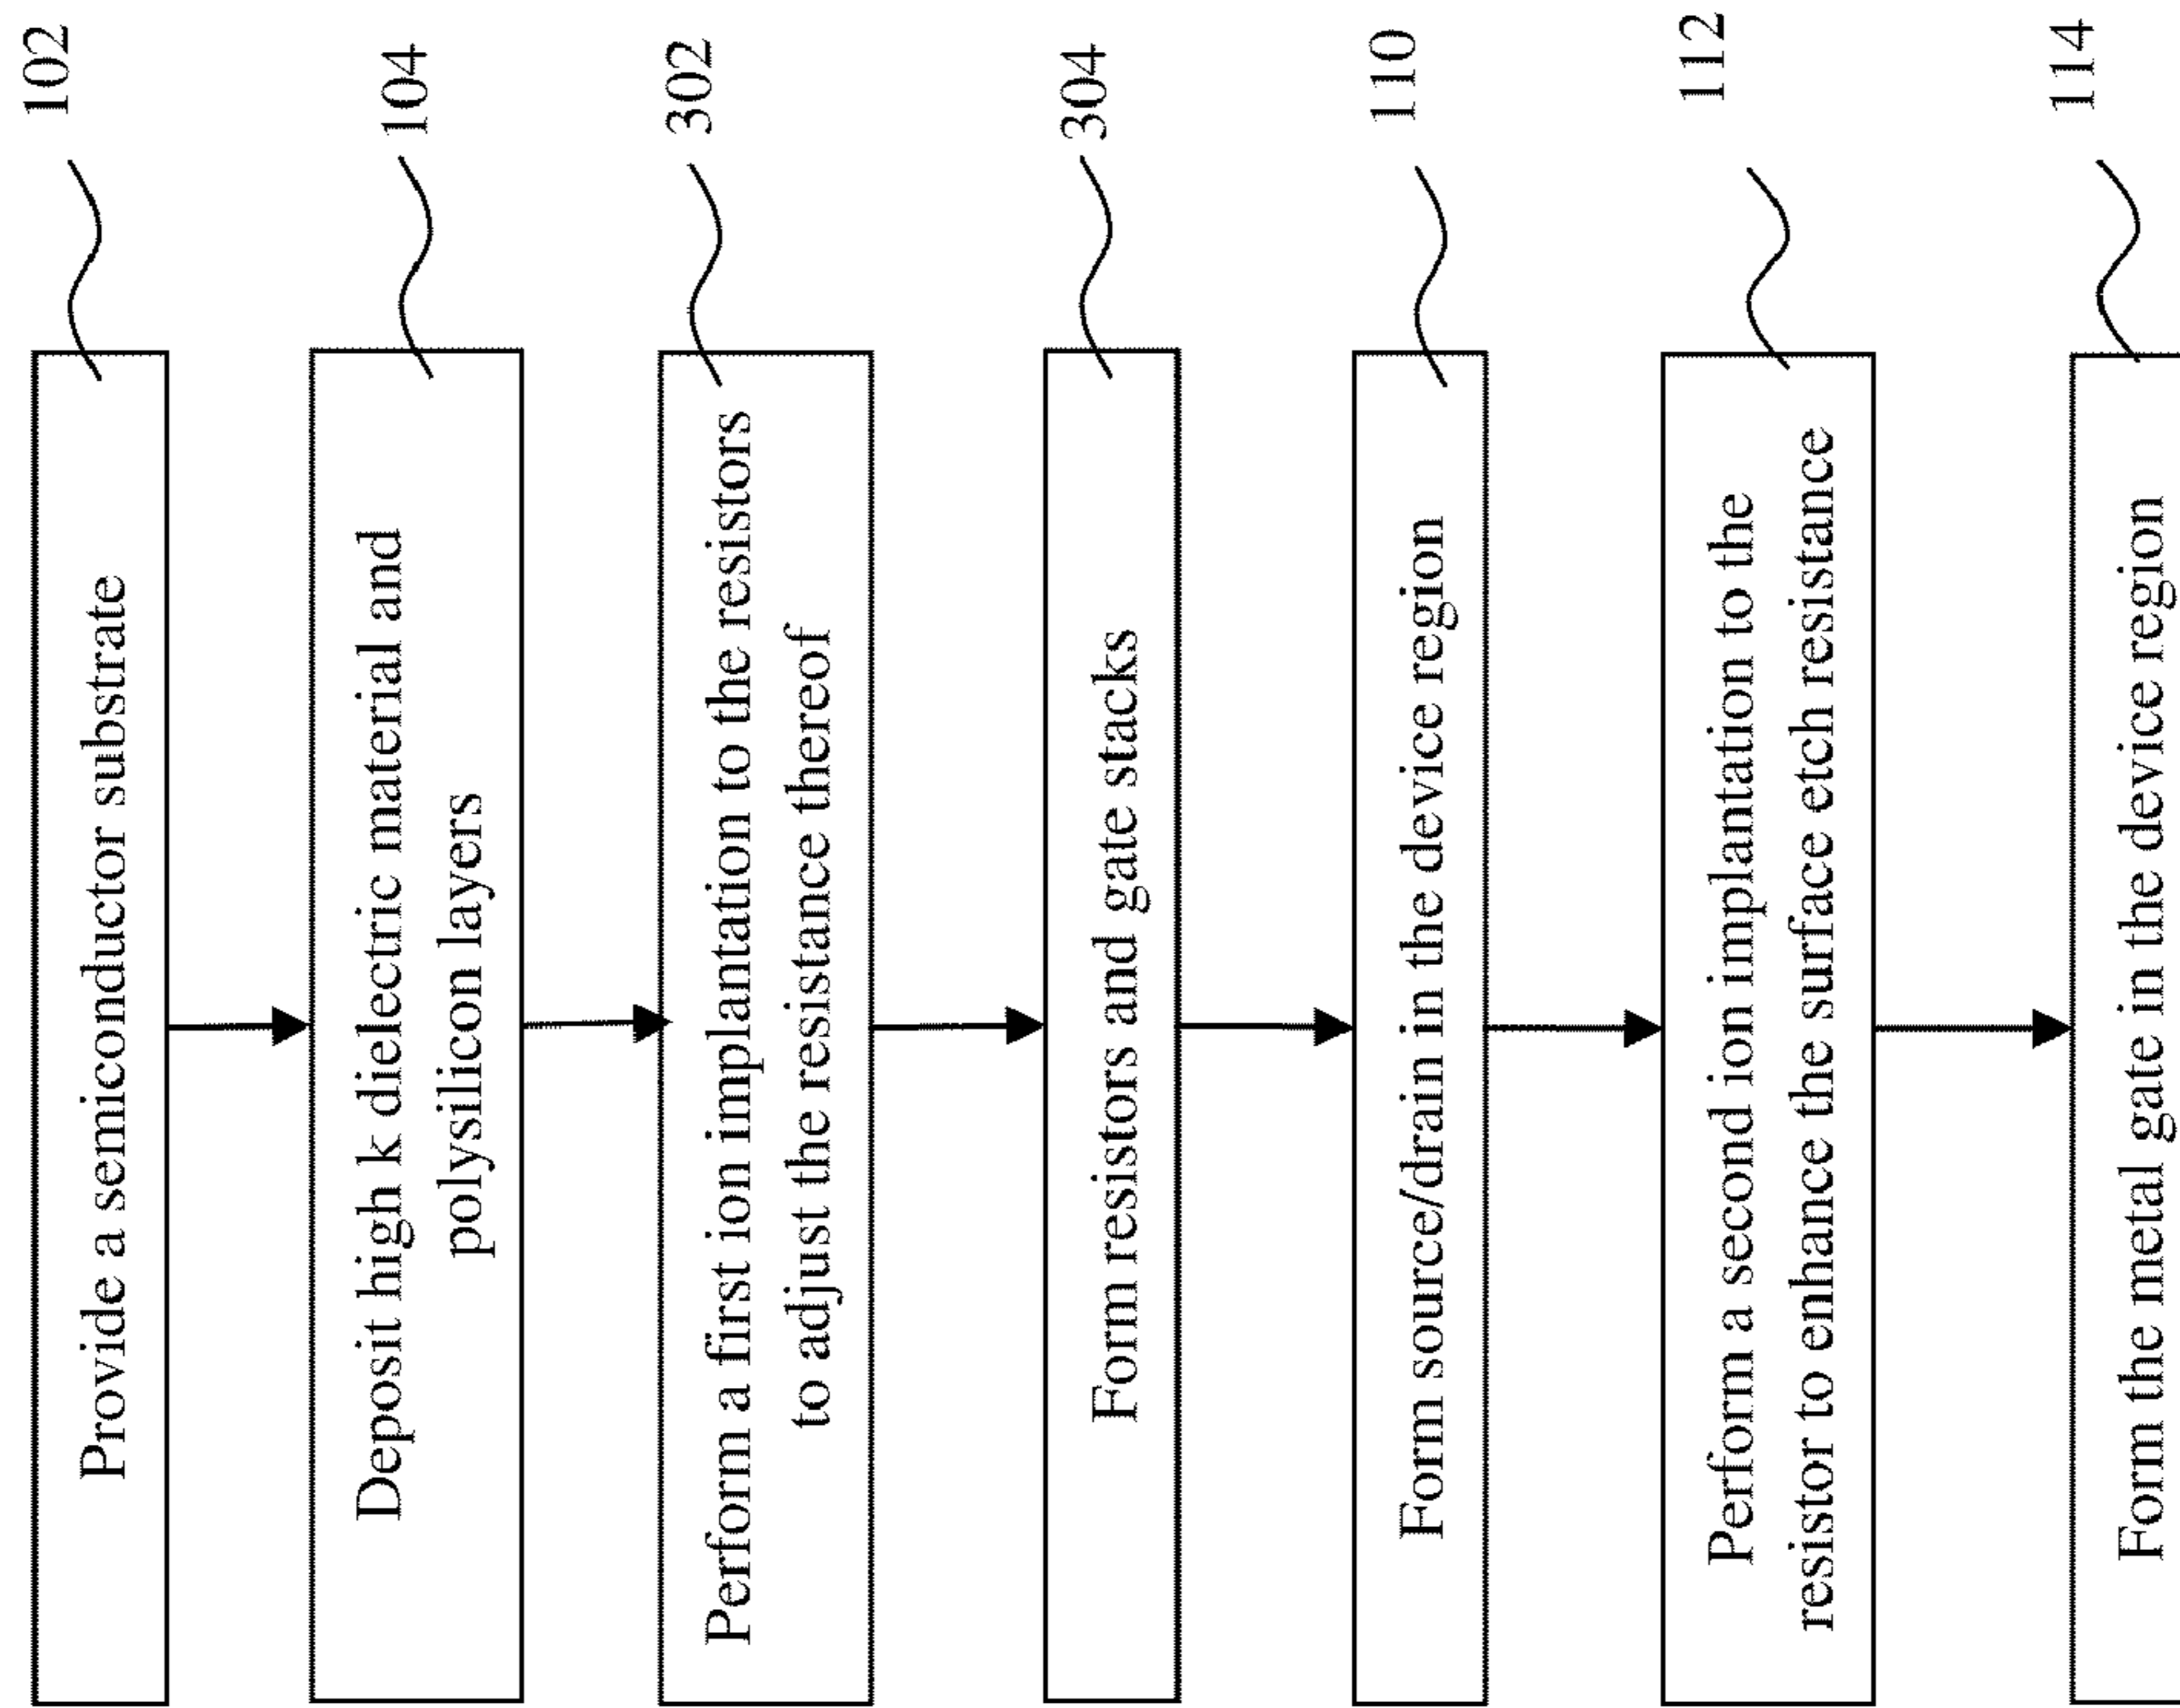 Provide a semiconductor substrate
102
Deposit high k dielectric material and
polysilicon layers
104
Perform a first ion implantation to the resistors
to adjust the resistance thereof
302
Form resistors and gate stacks
304
Form source/drain in the device region
110
Perform a second ion implantation to the
resistor to enhance the surface etch resistance
112
Form the metal gate in the device region
114